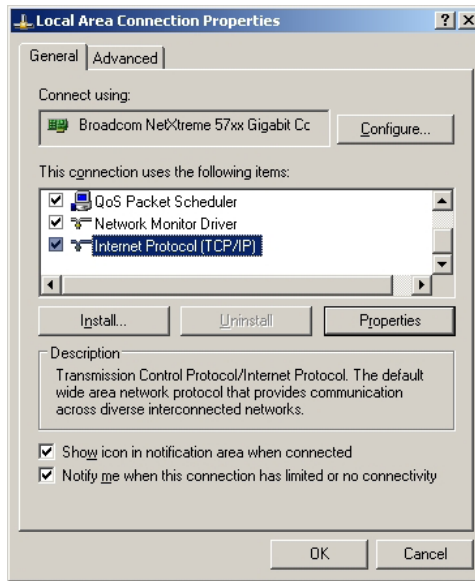 Local Area Connection Properties
General
Advanced
Connect using:
Broadcom NetXtreme 57xx Gigabit Cc
Configure...
This connection uses the following items:
QoS Packet Scheduler
Network Monitor Driver
Internet Protocol (TCP/IP)
Install...
Uninstall
Properties
Description
Transmission Control Protocol/Internet Protocol. The default
wide area network protocol that provides communication
across diverse interconnected networks.
Show icon in notification area when connected
Notify me when this connection has limited or no connectivity
OK
Cancel